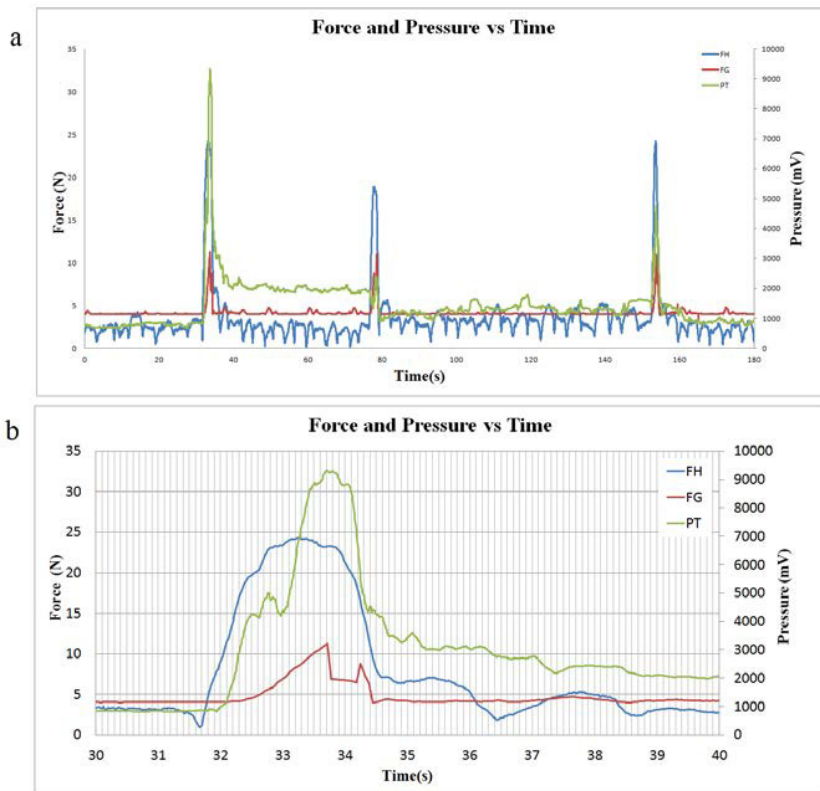 a
Force and Pressure vs Time
FH
FG
PT
Force (N)
35
30
25
20
15
10
5
0
Pressure (mV)
10000
9000
8000
7000
6000
5000
4000
3000
2000
1000
0
0 20 40 60 80 100 120 140 160 180
Time(s)
b
Force and Pressure vs Time
FH
FG
PT
Force (N)
35
30
25
20
15
10
5
0
Pressure (mV)
10000
9000
8000
7000
6000
5000
4000
3000
2000
1000
0
30 31 32 33 34 35 36 37 38 39 40
Time(s)